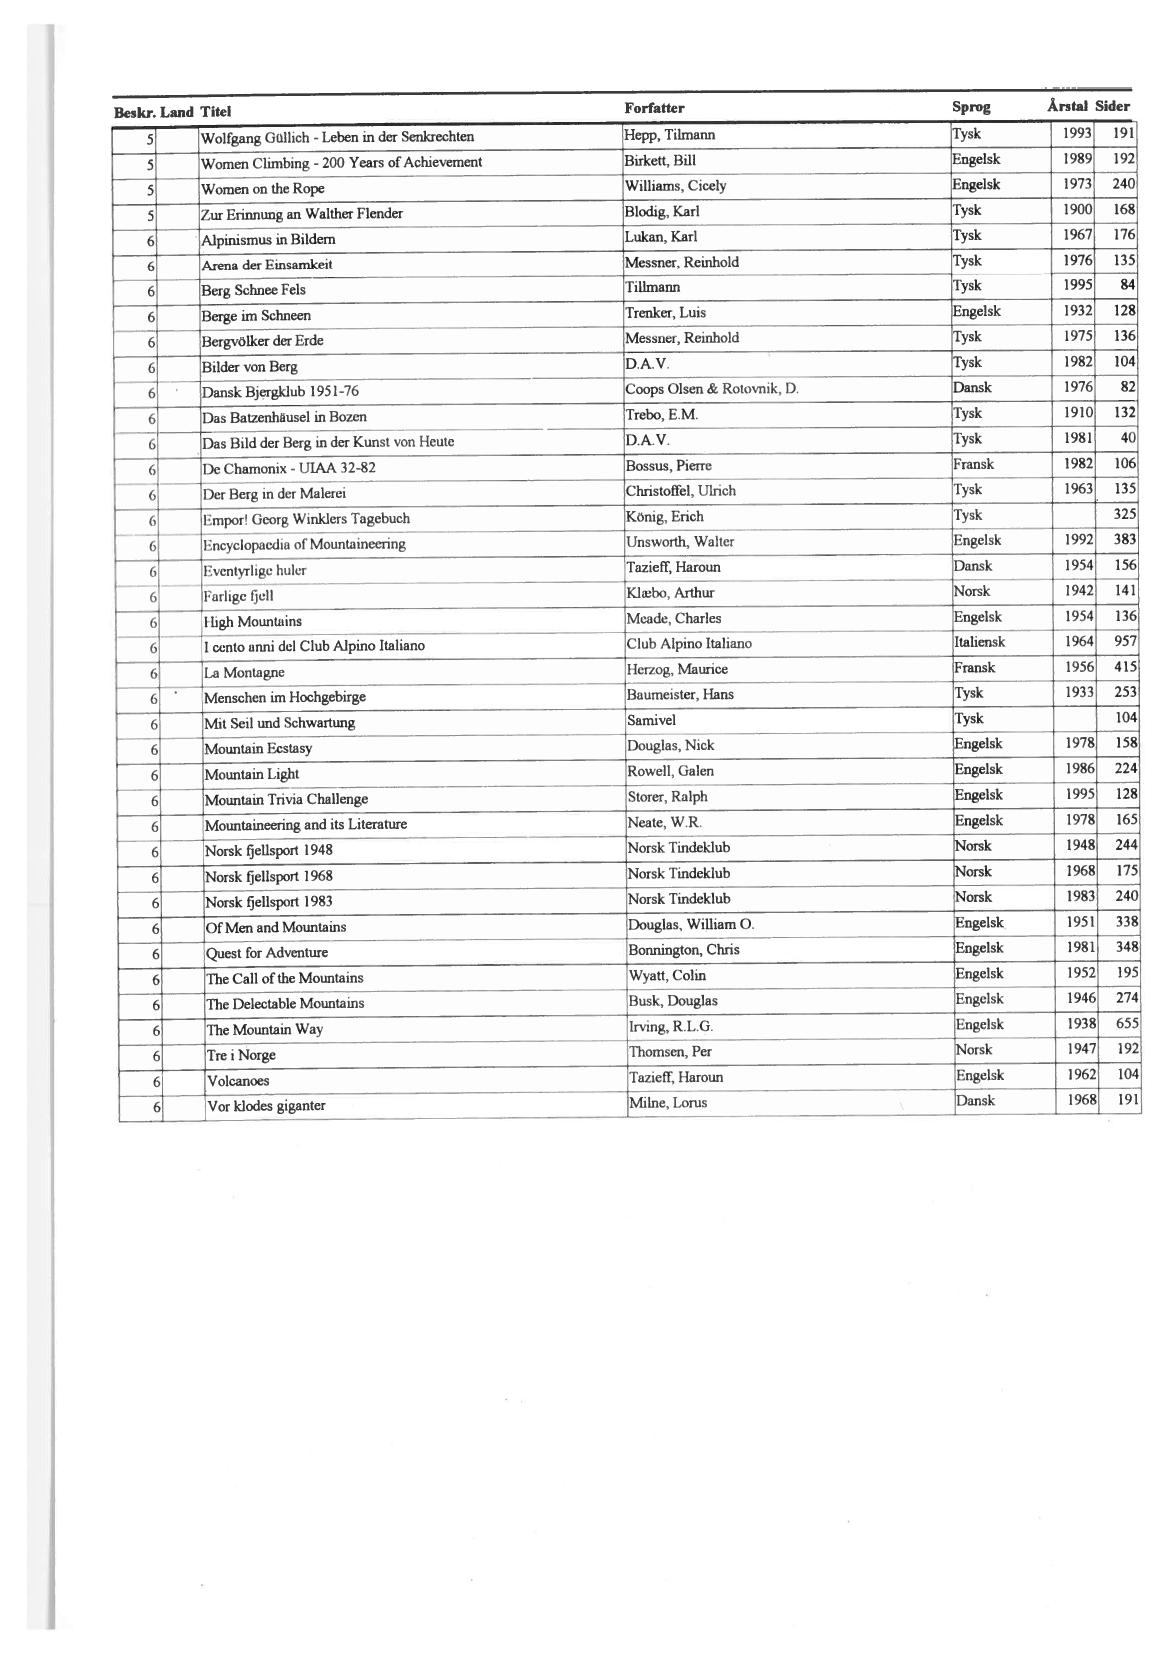 Beskr. Land Titel Forfatter Sprog Årstal Sider
5 Wolfgang Güllich - Leben in der Senkrechten Hepp, Tilmann Tysk 1993 191
5 Women Climbing - 200 Years of Achievement Birkett, Bill Engelsk 1989 192
5 Women on the Rope Williams, Cicely Engelsk 1973 240
5 Zur Erinnung an Walther Flender Blodig, Karl Tysk 1900 168
6 Alpinismus in Bildern Lukan, Karl Tysk 1967 176
6 Arena der Einsamkeit Messner, Reinhold Tysk 1976 135
6 Berg Schnee Fels Tillmann Tysk 1995 84
6 Berge im Schneen Trenker, Luis Engelsk 1932 128
6 Bergvölker der Erde Messner, Reinhold Tysk 1975 136
6 Bilder von Berg D.A.V. Tysk 1982 104
6 Dansk Bjergklub 1951-76 Coops Olsen & Rotovnik, D. Dansk 1976 82
6 Das Batzenhäusel in Bozen Trebo, E.M. Tysk 1910 132
6 Das Bild der Berg in der Kunst von Heute D.A.V. Tysk 1981 40
6 De Chamonix - UIAA 32-82 Bossus, Pierre Fransk 1982 106
6 Der Berg in der Malerei Christoffel, Ulrich Tysk 1963 135
6 Empor! Georg Winklers Tagebuch König, Erich Tysk 325
6 Encyclopaedia of Mountaineering Unsworth, Walter Engelsk 1992 383
6 Eventyrlige huler Tazieff, Haroun Dansk 1954 156
6 Farlige fjell Klæbo, Arthur Norsk 1942 141
6 High Mountains Meade, Charles Engelsk 1954 136
6 I cento anni del Club Alpino Italiano Club Alpino Italiano Italiensk 1964 957
6 La Montagne Herzog, Maurice Fransk 1956 415
6 Menschen im Hochgebirge Baumeister, Hans Tysk 1933 253
6 Mit Seil und Schwartung Samivel Tysk 104
6 Mountain Ecstasy Douglas, Nick Engelsk 1978 158
6 Mountain Light Rowell, Galen Engelsk 1986 224
6 Mountain Trivia Challenge Storer, Ralph Engelsk 1995 128
6 Mountaineering and its Literature Neate, W.R. Engelsk 1978 165
6 Norsk fjellsport 1948 Norsk Tindeklub Norsk 1948 244
6 Norsk fjellsport 1968 Norsk Tindeklub Norsk 1968 175
6 Norsk fjellsport 1983 Norsk Tindeklub Norsk 1983 240
6 Of Men and Mountains Douglas, William O. Engelsk 1951 338
6 Quest for Adventure Bonnington, Chris Engelsk 1981 348
6 The Call of the Mountains Wyatt, Colin Engelsk 1952 195
6 The Delectable Mountains Busk, Douglas Engelsk 1946 274
6 The Mountain Way Irving, R.L.G. Engelsk 1938 655
6 Tre i Norge Thomsen, Per Norsk 1947 192
6 Volcanoes Tazieff, Haroun Engelsk 1962 104
6 Vor klodes giganter Milne, Lorus Dansk 1968 191